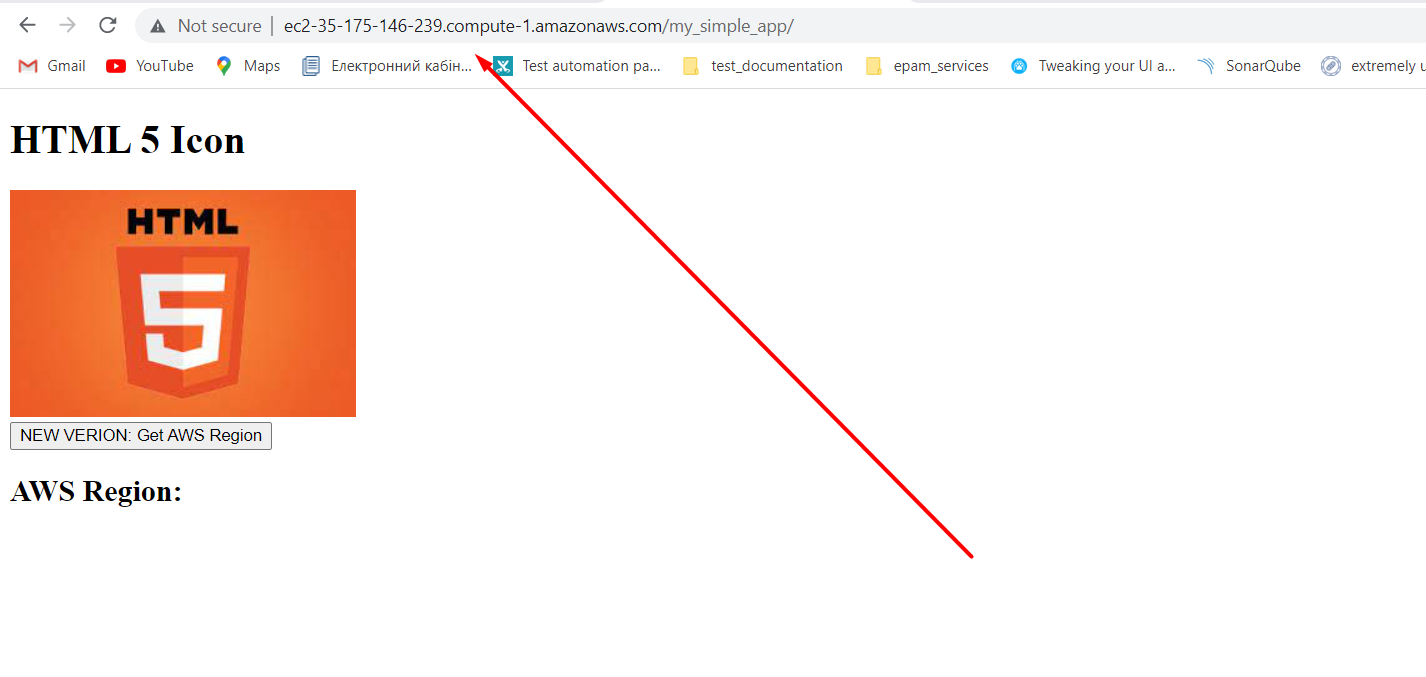 Not secure | ec2-35-175-146-239.compute-1.amazonaws.com/my_simple_app/
Gmail YouTube Maps Електронний кабін... Test automation pa... test_documentation epam_services Tweaking your UI a... SonarQube extremely u
HTML 5 Icon
HTML
5
NEW VERION: Get AWS Region
AWS Region: